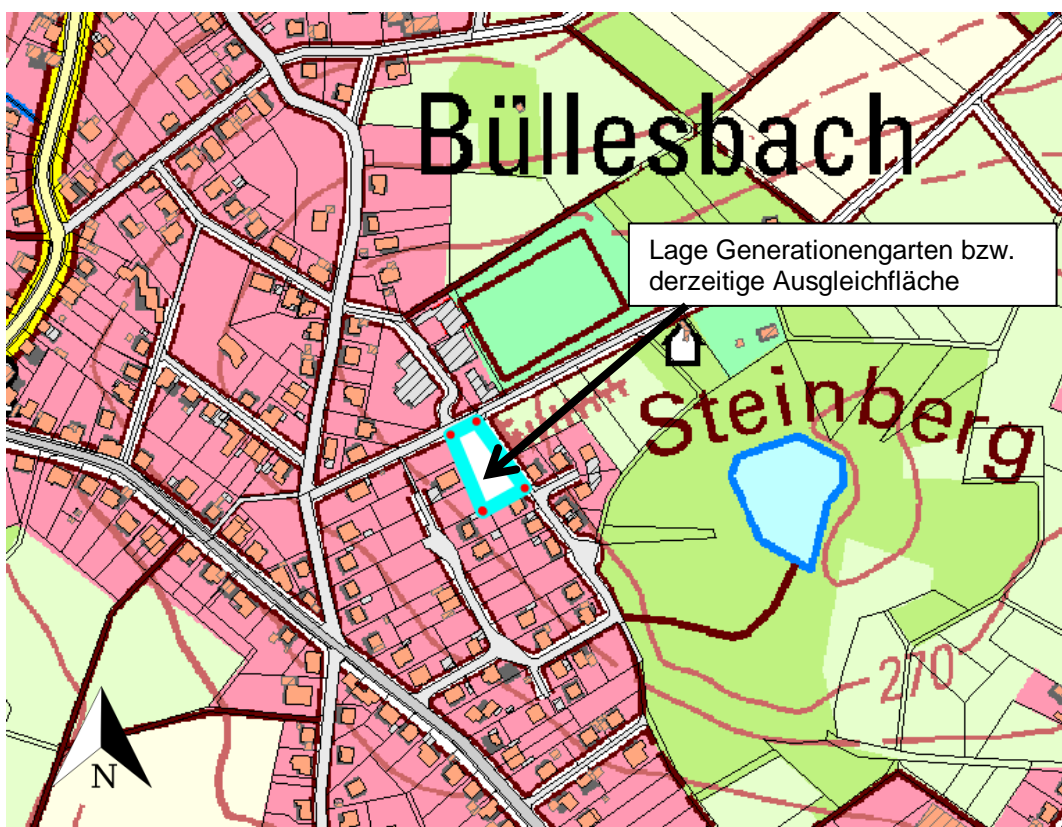 Büllesbach
Lage Generationengarten bzw.
derzeitige Ausgleichfläche
Steinberg
270
N